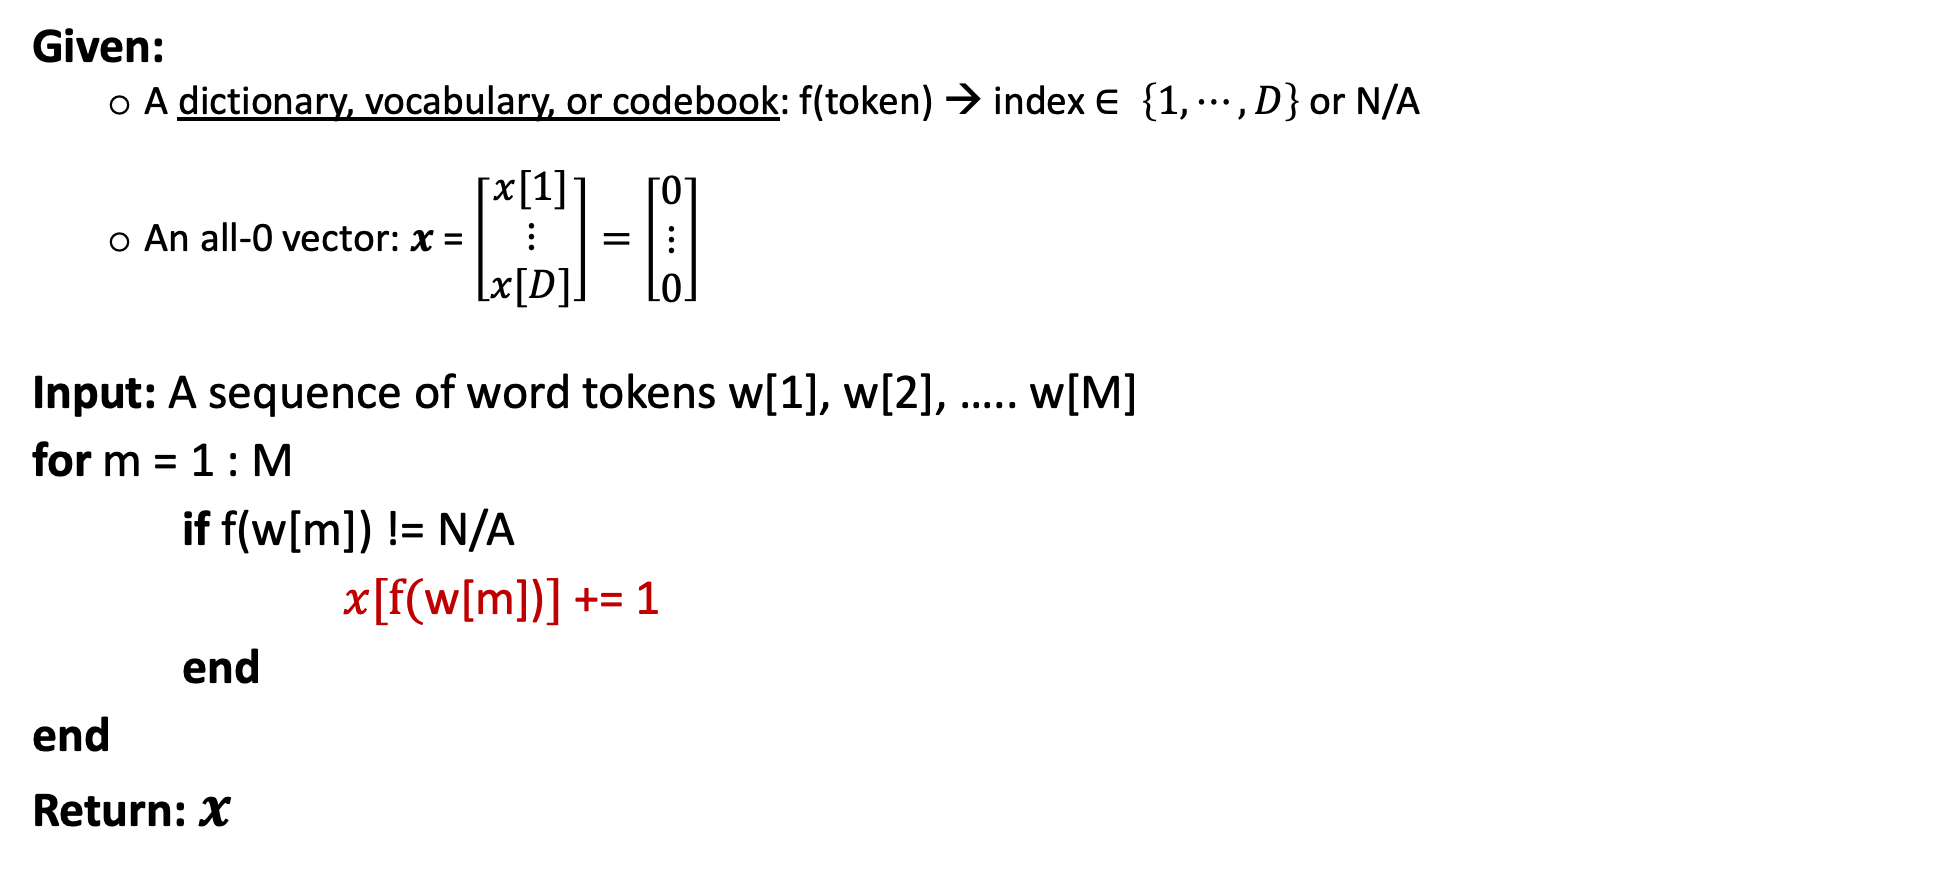 Given:
○ A dictionary, vocabulary, or codebook: f(token) → index ∈ {1, ⋯ , D} or N/A
○ An all-0 vector: x = [x[1] ⋮ x[D]] = [0 ⋮ 0]
Input: A sequence of word tokens w[1], w[2], ..... w[M]
for m = 1 : M
if f(w[m]) != N/A
x[f(w[m])] += 1
end
end
Return: x